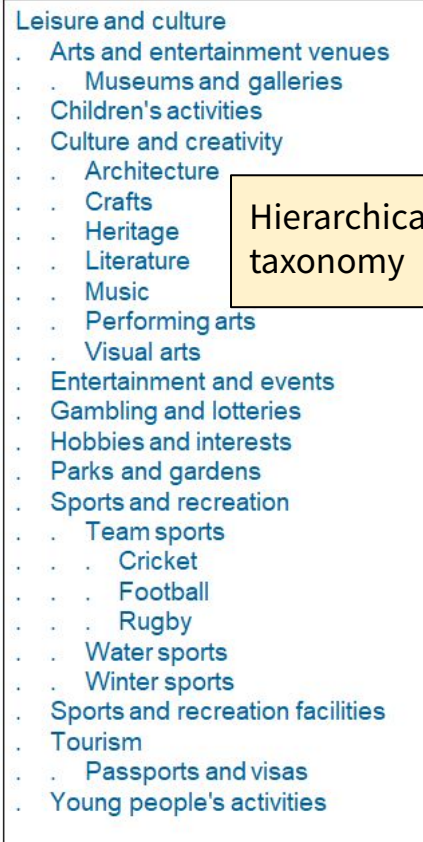 Leisure and culture
. Arts and entertainment venues
. . Museums and galleries
. Children's activities
. Culture and creativity
. . Architecture
. . Crafts
. . Heritage
. . Literature
. . Music
. . Performing arts
. . Visual arts
. Entertainment and events
. Gambling and lotteries
. Hobbies and interests
. Parks and gardens
. Sports and recreation
. . Team sports
. . . Cricket
. . . Football
. . . Rugby
. . Water sports
. . Winter sports
. Sports and recreation facilities
. Tourism
. . Passports and visas
. Young people's activities
Hierarchica
taxonomy